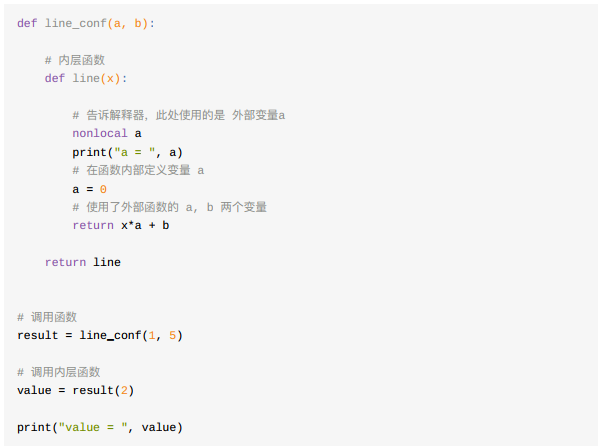 def line_conf(a, b):
    # 内层函数
    def line(x):
        # 告诉解释器，此处使用的是 外部变量a
        nonlocal a
        print("a = ", a)
        # 在函数内部定义变量 a
        a = 0
        # 使用了外部函数的 a, b 两个变量
        return x*a + b
    return line
# 调用函数
result = line_conf(1, 5)
# 调用内层函数
value = result(2)
print("value = ", value)